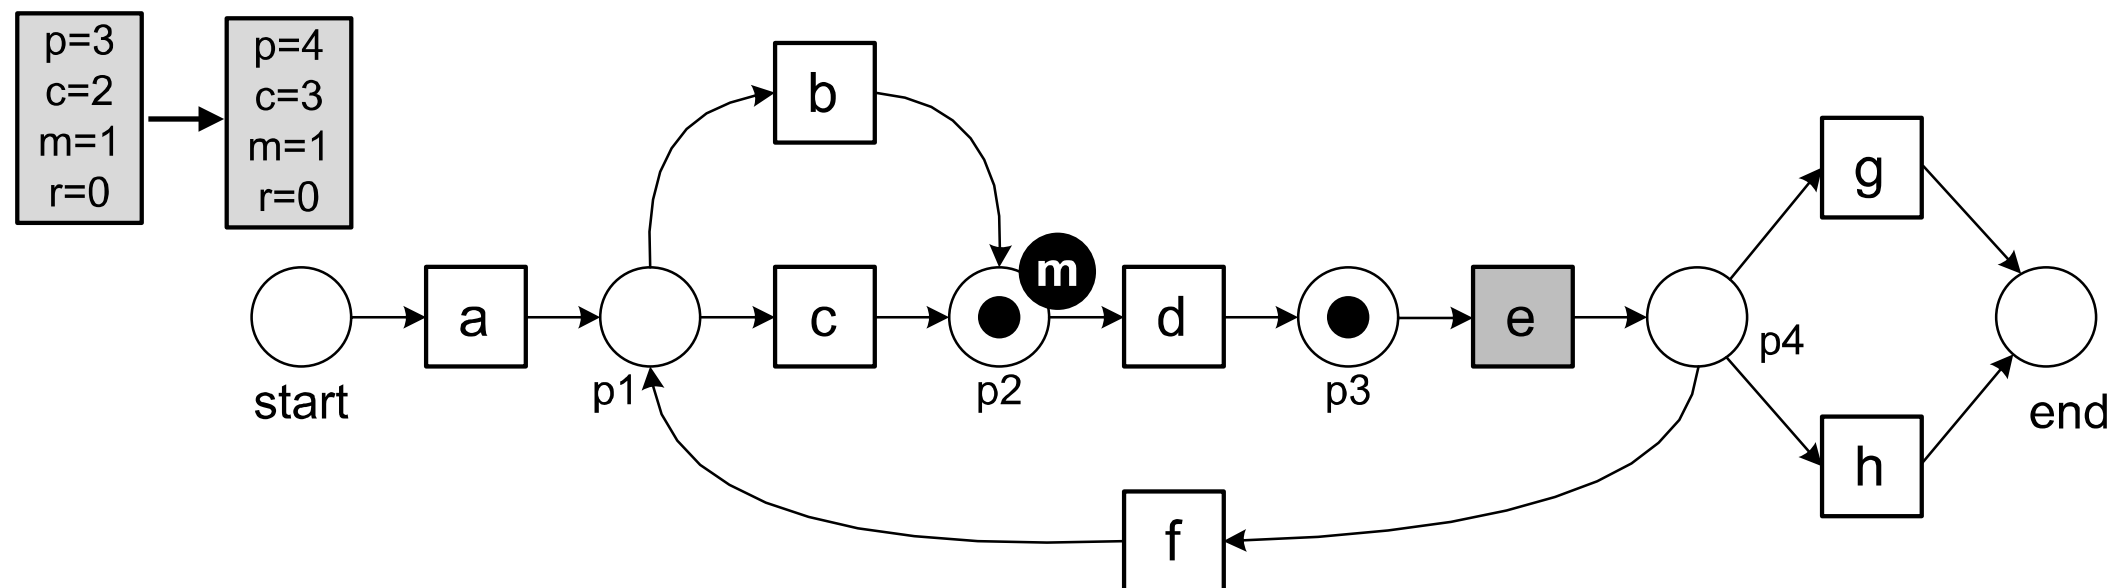 p=3
c=2
m=1
r=0
p=4
c=3
m=1
r=0
b
g
m
a
c
d
e
p4
start
p1
p2
p3
end
h
f